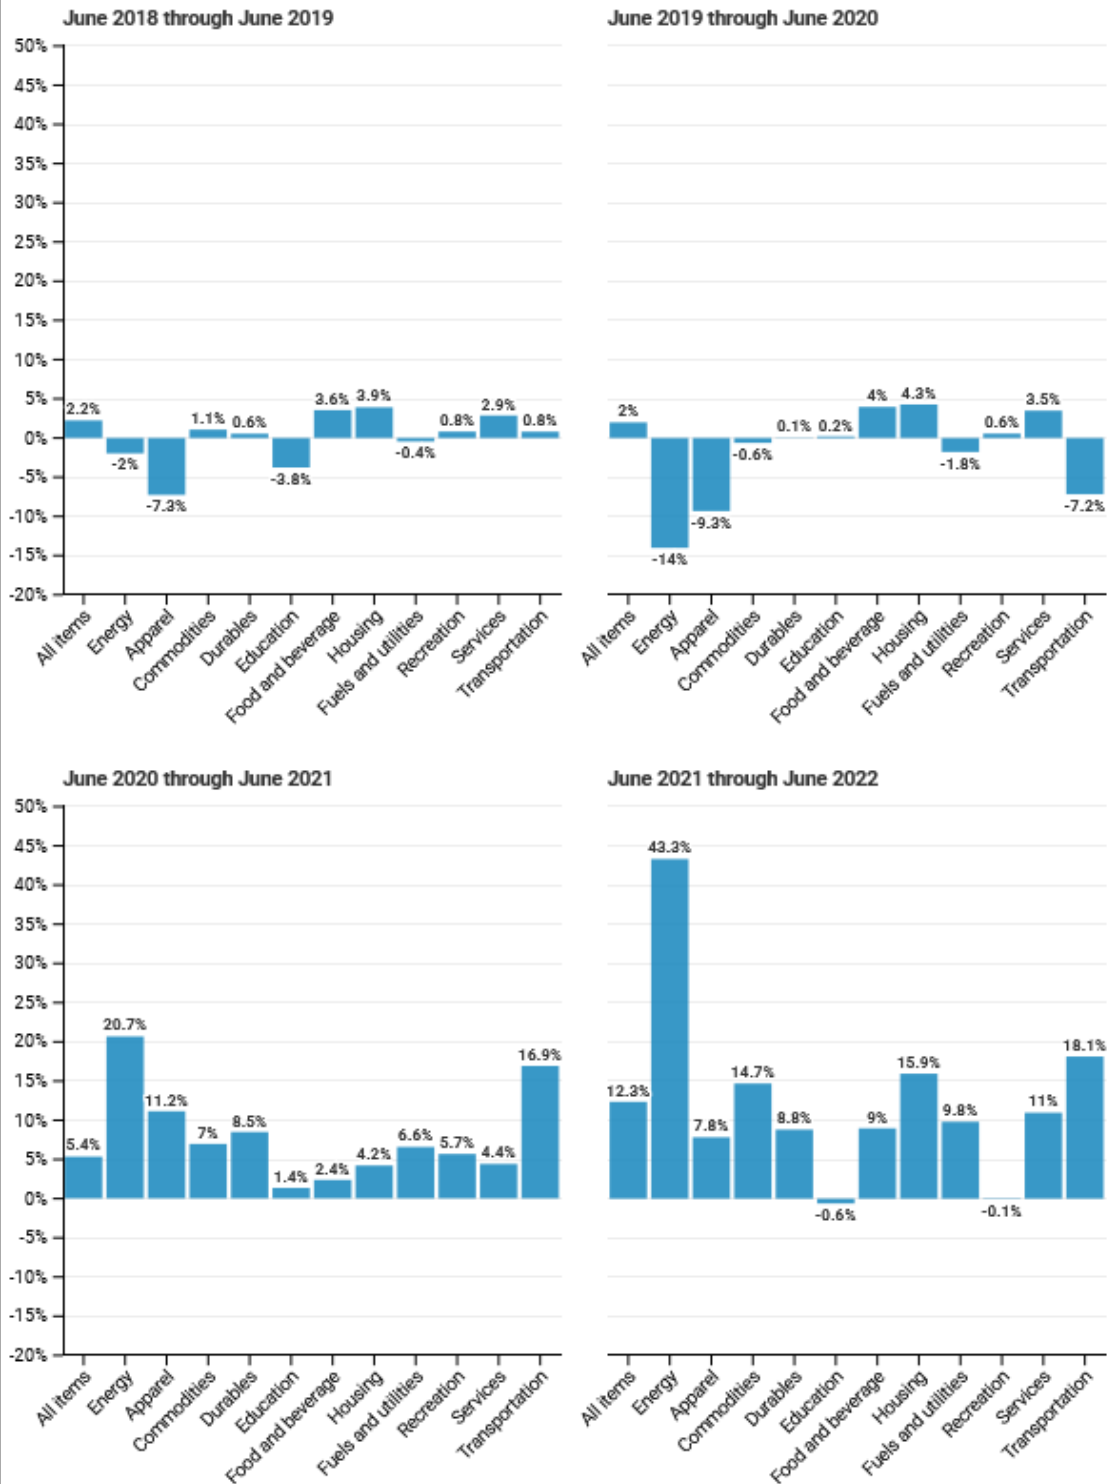 June 2018 through June 2019
50%
45%
40%
35%
30%
25%
20%
15%
10%
5%
0%
-5%
-10%
-15%
-20%
2.2%
-2%
-7.3%
1.1%
0.6%
-3.8%
3.6%
3.9%
-0.4%
0.8%
2.9%
0.8%
All items
Energy
Apparel
Commodities
Durables
Education
Food and beverage
Housing
Fuels and utilities
Recreation
Services
Transportation
June 2019 through June 2020
2%
-14%
-9.3%
-0.6%
0.1%
0.2%
4%
4.3%
-1.8%
0.6%
3.5%
-7.2%
All items
Energy
Apparel
Commodities
Durables
Education
Food and beverage
Housing
Fuels and utilities
Recreation
Services
Transportation
June 2020 through June 2021
50%
45%
40%
35%
30%
25%
20%
15%
10%
5%
0%
-5%
-10%
-15%
-20%
5.4%
20.7%
11.2%
7%
8.5%
1.4%
2.4%
4.2%
6.6%
5.7%
4.4%
16.9%
All items
Energy
Apparel
Commodities
Durables
Education
Food and beverage
Housing
Fuels and utilities
Recreation
Services
Transportation
June 2021 through June 2022
12.3%
43.3%
7.8%
14.7%
8.8%
-0.6%
9%
15.9%
9.8%
-0.1%
11%
18.1%
All items
Energy
Apparel
Commodities
Durables
Education
Food and beverage
Housing
Fuels and utilities
Recreation
Services
Transportation